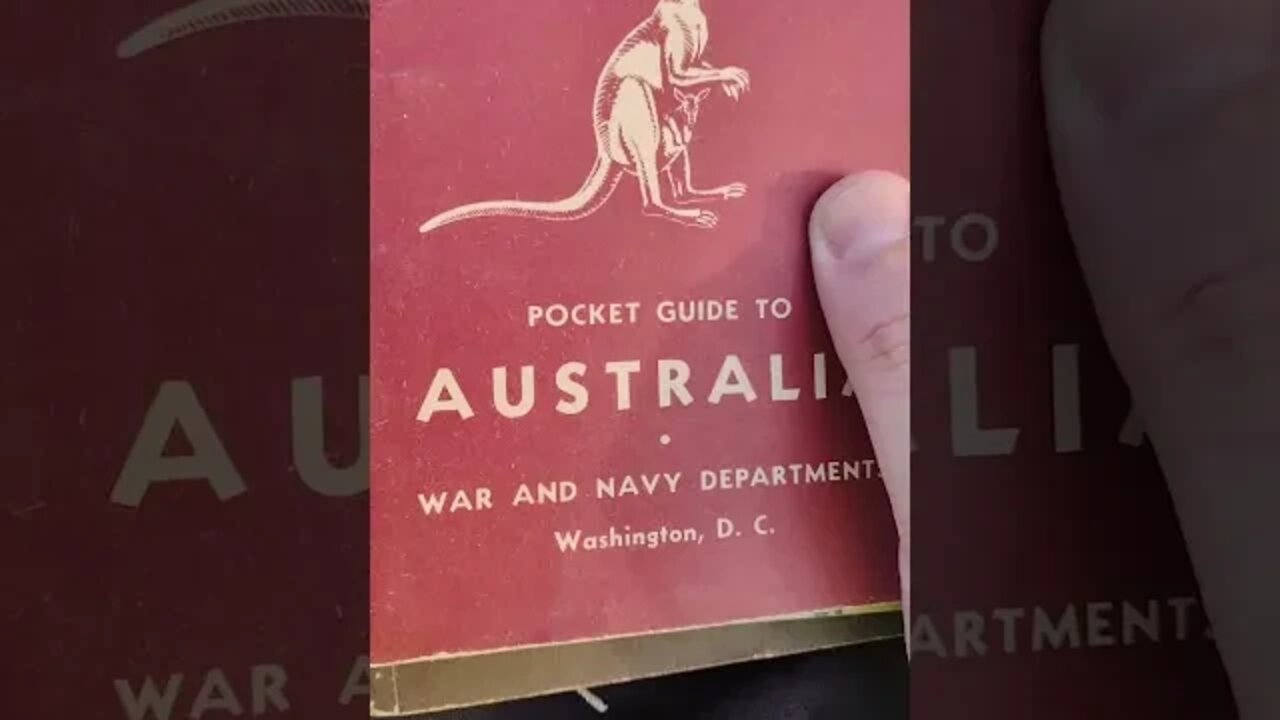 POCKET GUIDE TO
AUSTRALIA
WAR AND NAVY DEPARTMENTS
Washington, D. C.